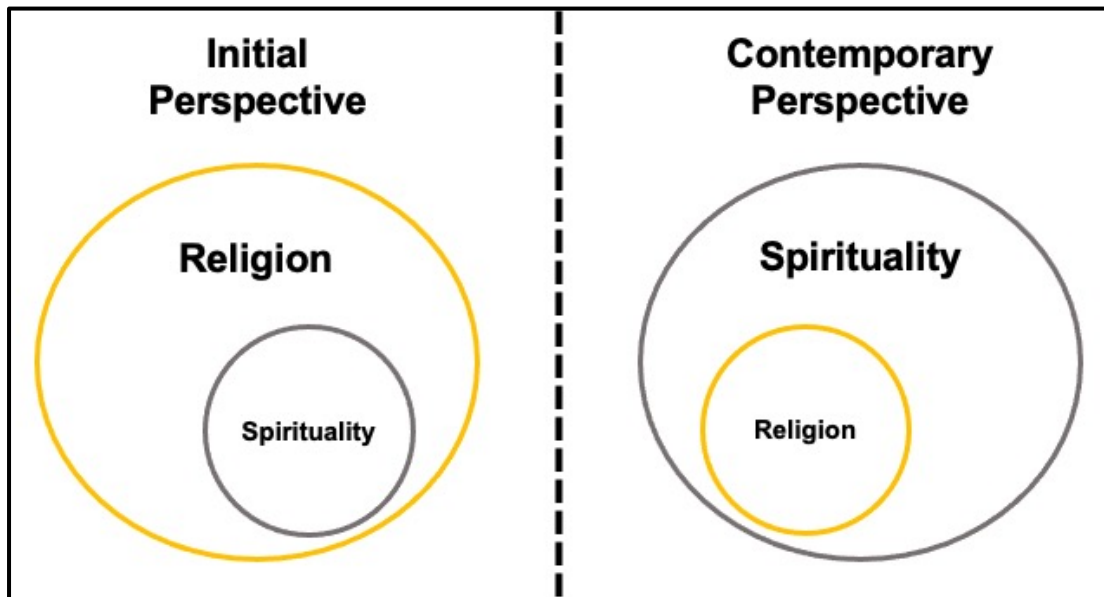 Initial
Perspective
Religion
Spirituality
Contemporary
Perspective
Spirituality
Religion